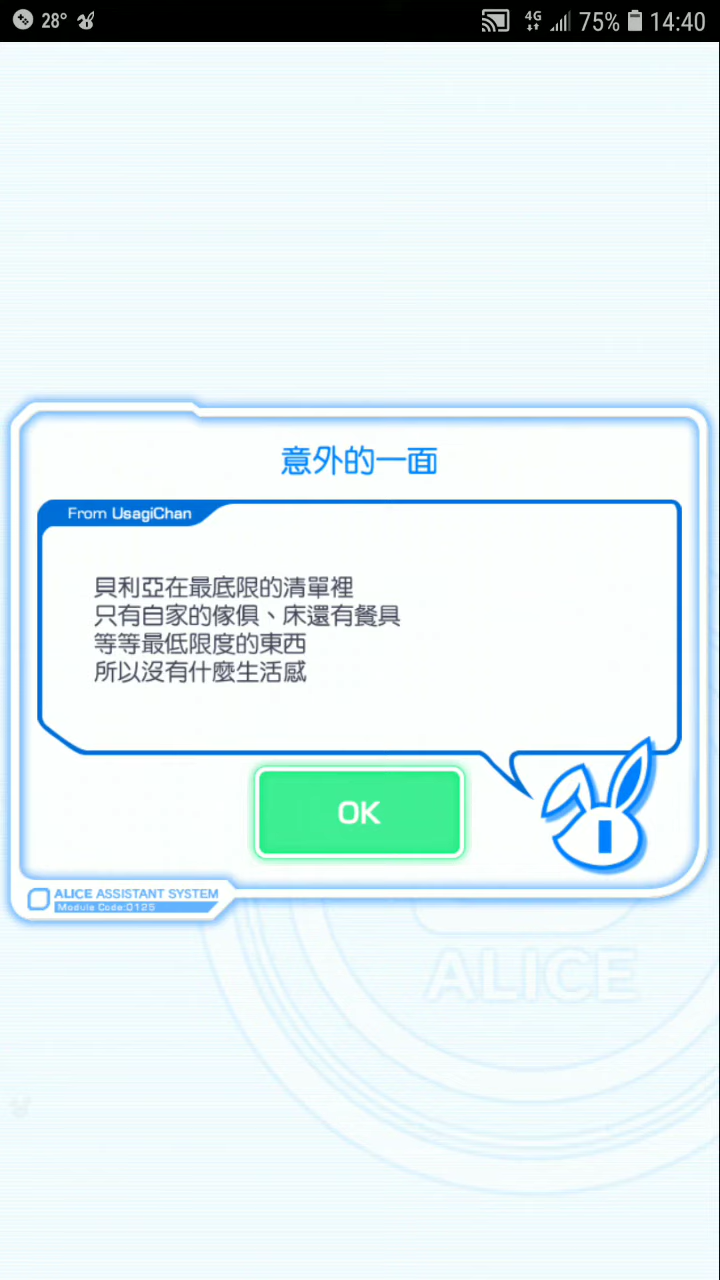 28°
4G 75% 14:40
意外的一面
From UsagiChan
貝利亞在最底限的清單裡
只有自家的傢俱、床還有餐具
等等最低限度的東西
所以沒有什麼生活感
OK
ALICE ASSISTANT SYSTEM
Module Code:0125
ALICE